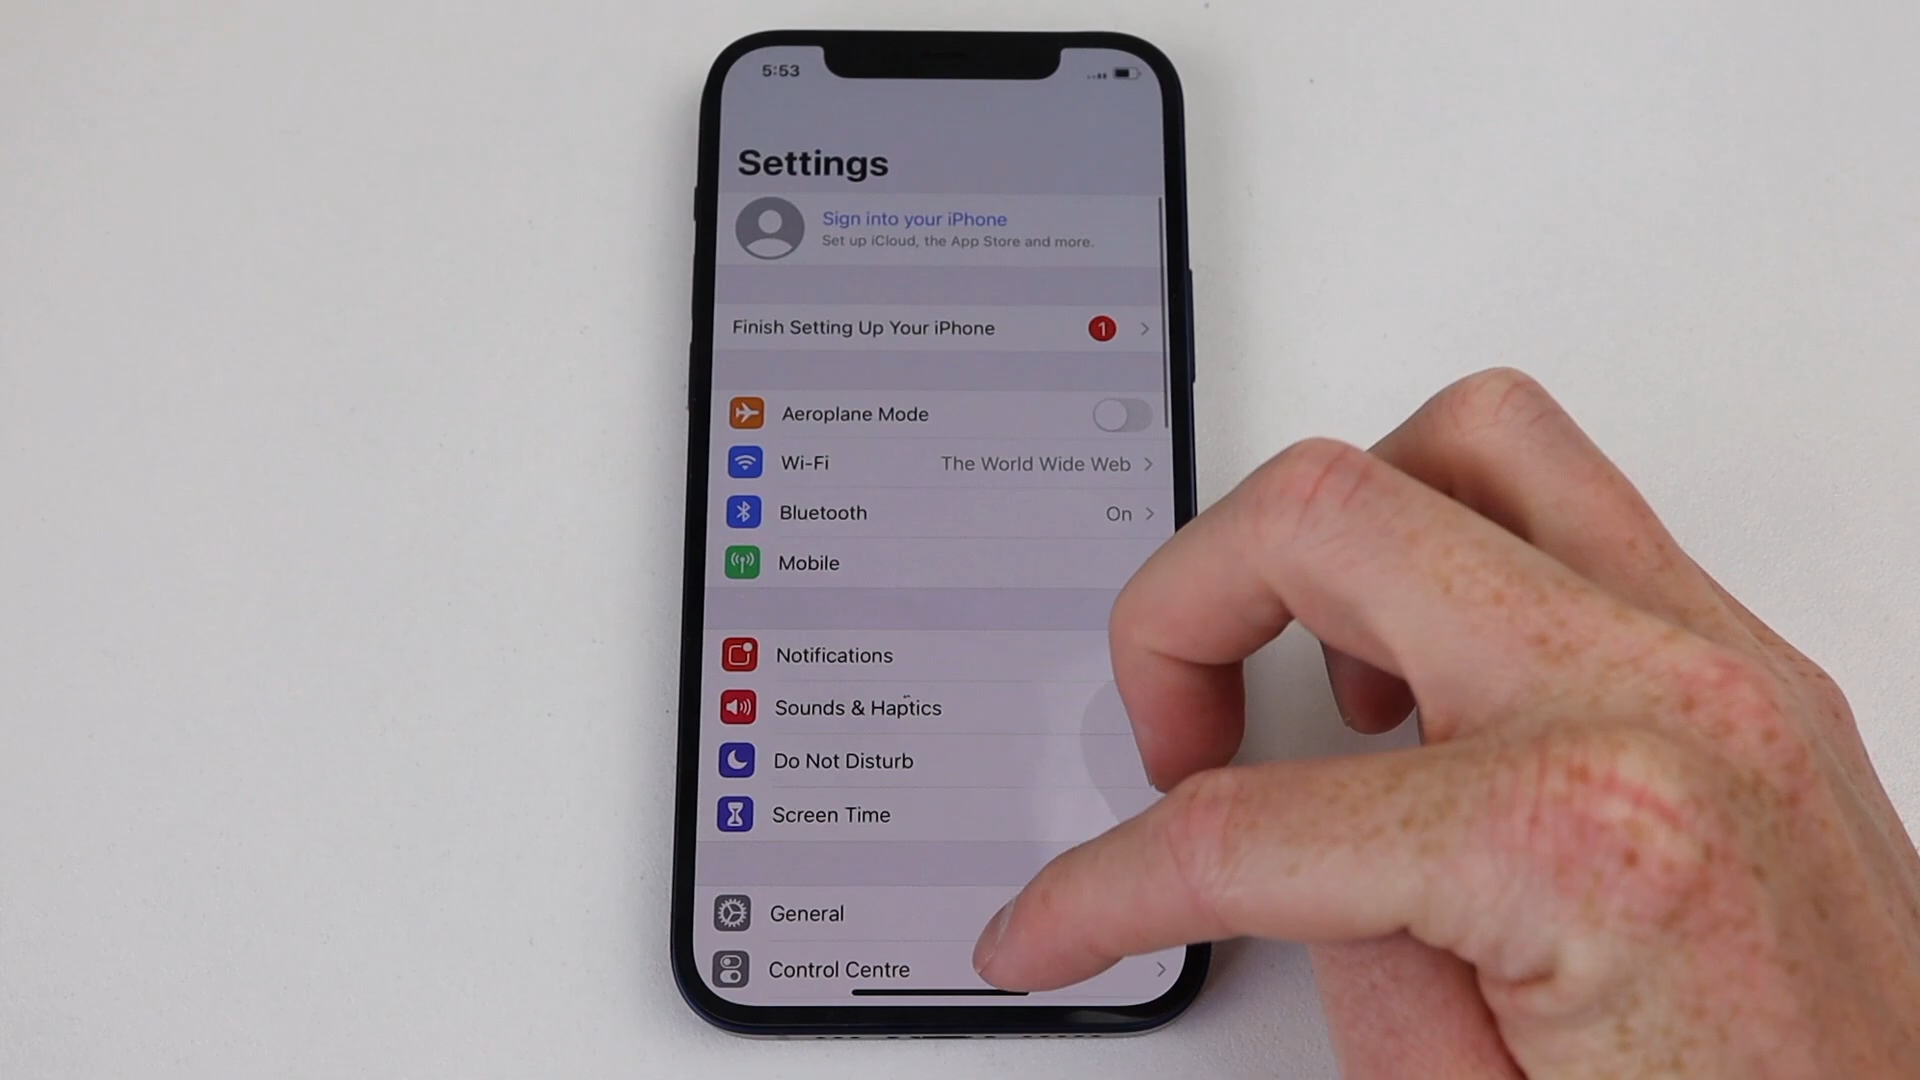 5:53
Settings
Sign into your iPhone
Set up iCloud, the App Store and more.
Finish Setting Up Your iPhone 1
Aeroplane Mode
Wi-Fi The World Wide Web
Bluetooth On
Mobile
Notifications
Sounds & Haptics
Do Not Disturb
Screen Time
General
Control Centre